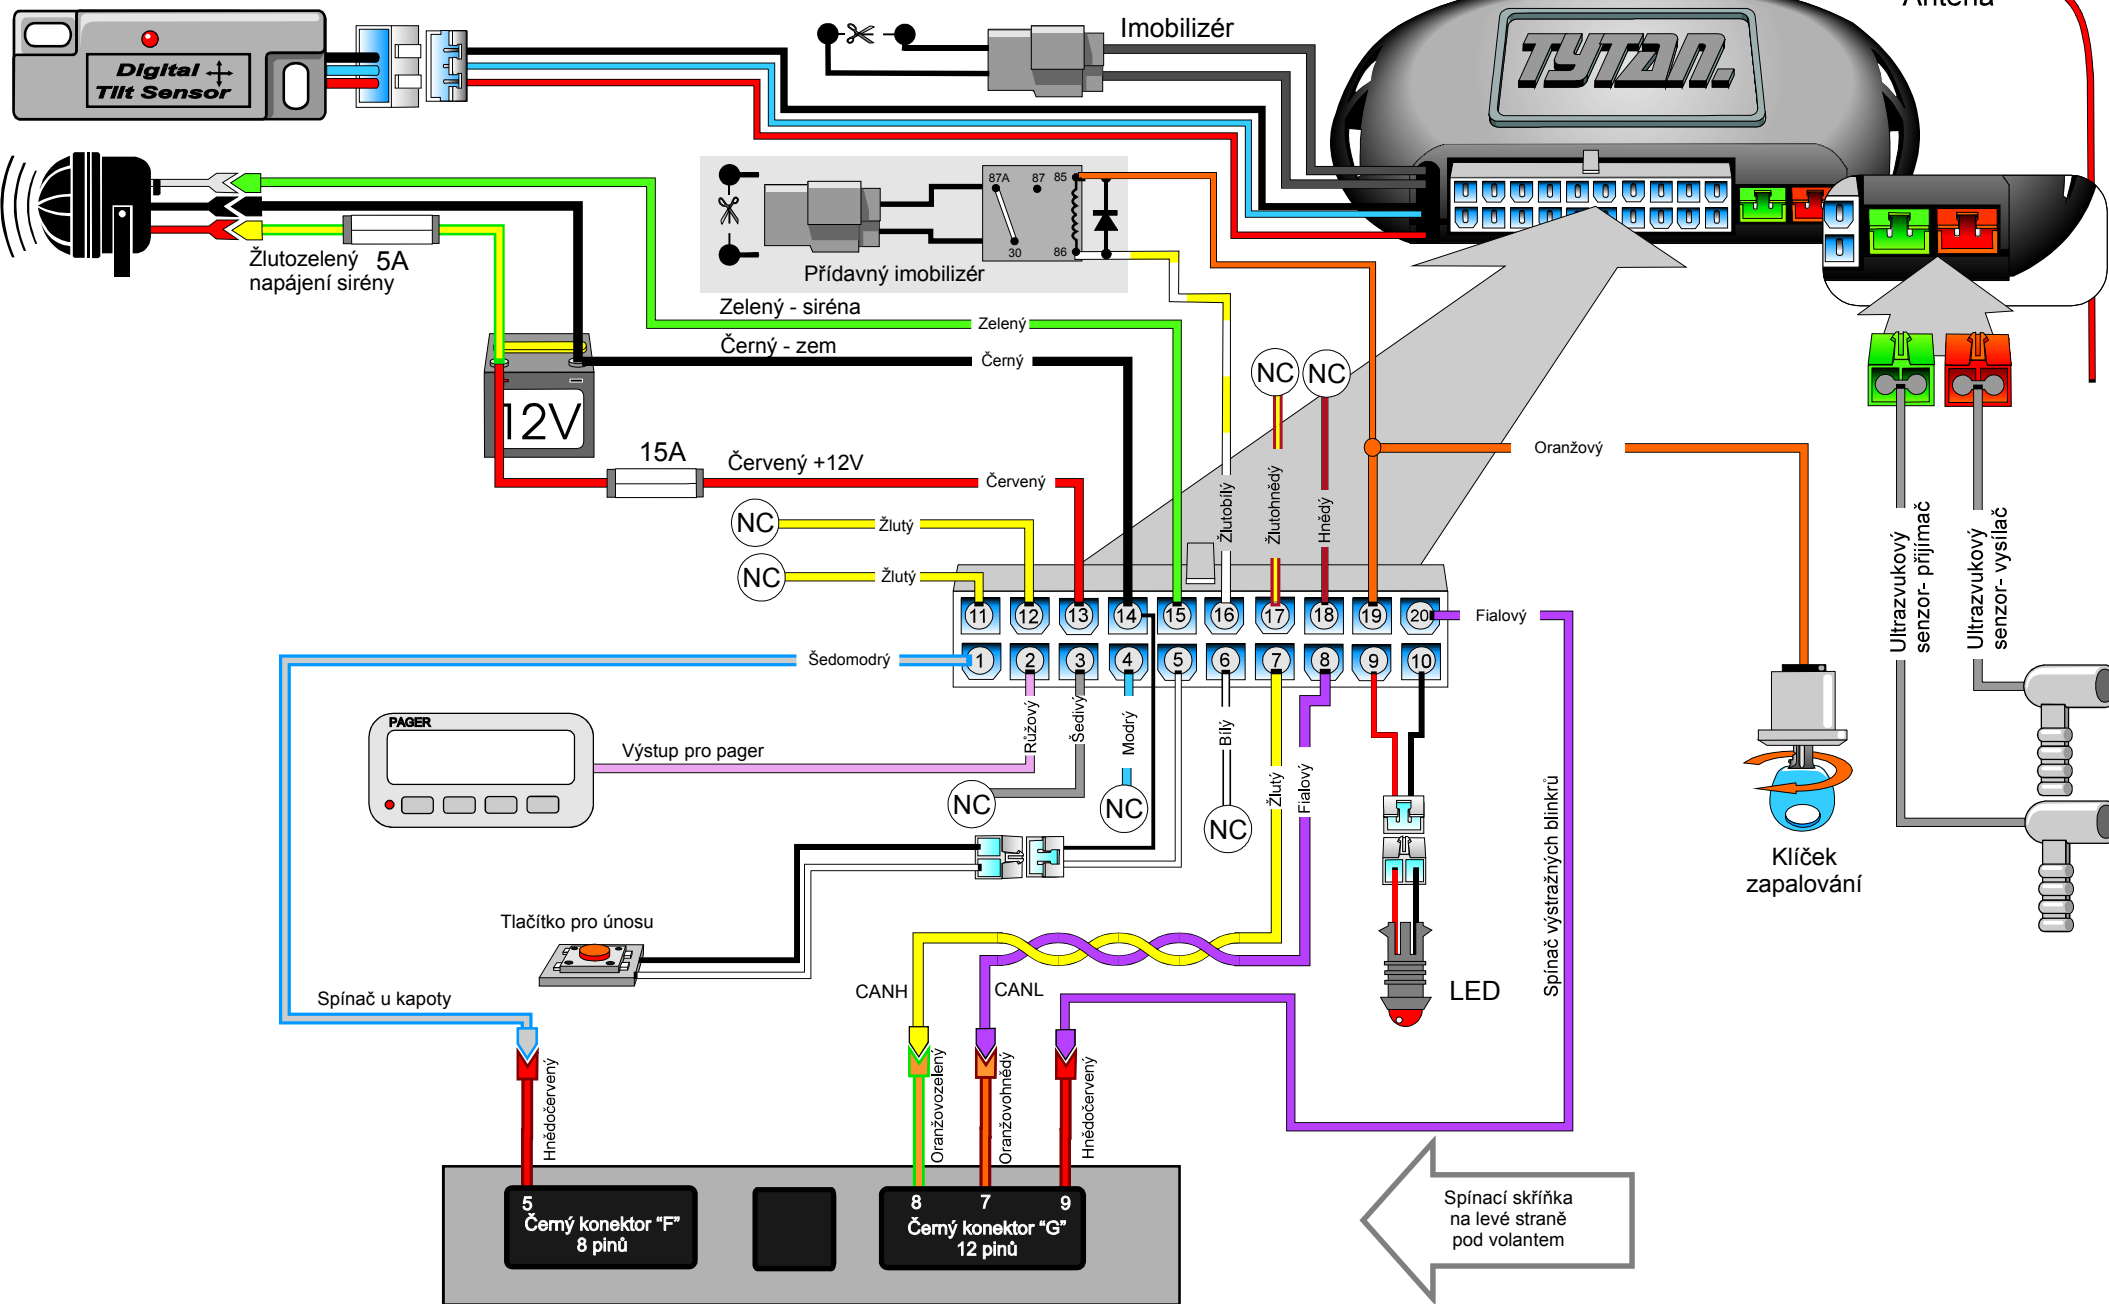 Anténa
Imobilizér
TYTAN.
Digital
Tilt Sensor
87A
87
85
30
86
Přídavný imobilizér
Žlutozelený
napájení sirény
5A
Zelený - siréna
Zelený
Černý - zem
Černý
12V
15A
Červený +12V
Červený
NC
NC
NC
Žlutý
NC
Žlutý
Žlutobílý
Žlutohnědý
Hnědý
Oranžový
Ultrazvukový
senzor- přijímač
Ultrazvukový
senzor- vysílač
11
12
13
14
15
16
17
18
19
20
Fialový
1
2
3
4
5
6
7
8
9
10
Šedomodrý
PAGER
Výstup pro pager
Růžový
Šedivý
Modrý
Bílý
Žlutý
Fialový
NC
NC
NC
Spínač výstražných blinkrů
Klíček
zapalování
Tlačítko pro únosu
Spínač u kapoty
CANH
CANL
LED
Hnědočervený
Oranžovozelený
Oranžovohnědý
Hnědočervený
5
Černý konektor “F”
8 pinů
8
7
9
Černý konektor “G”
12 pinů
Spínací skříňka
na levé straně
pod volantem